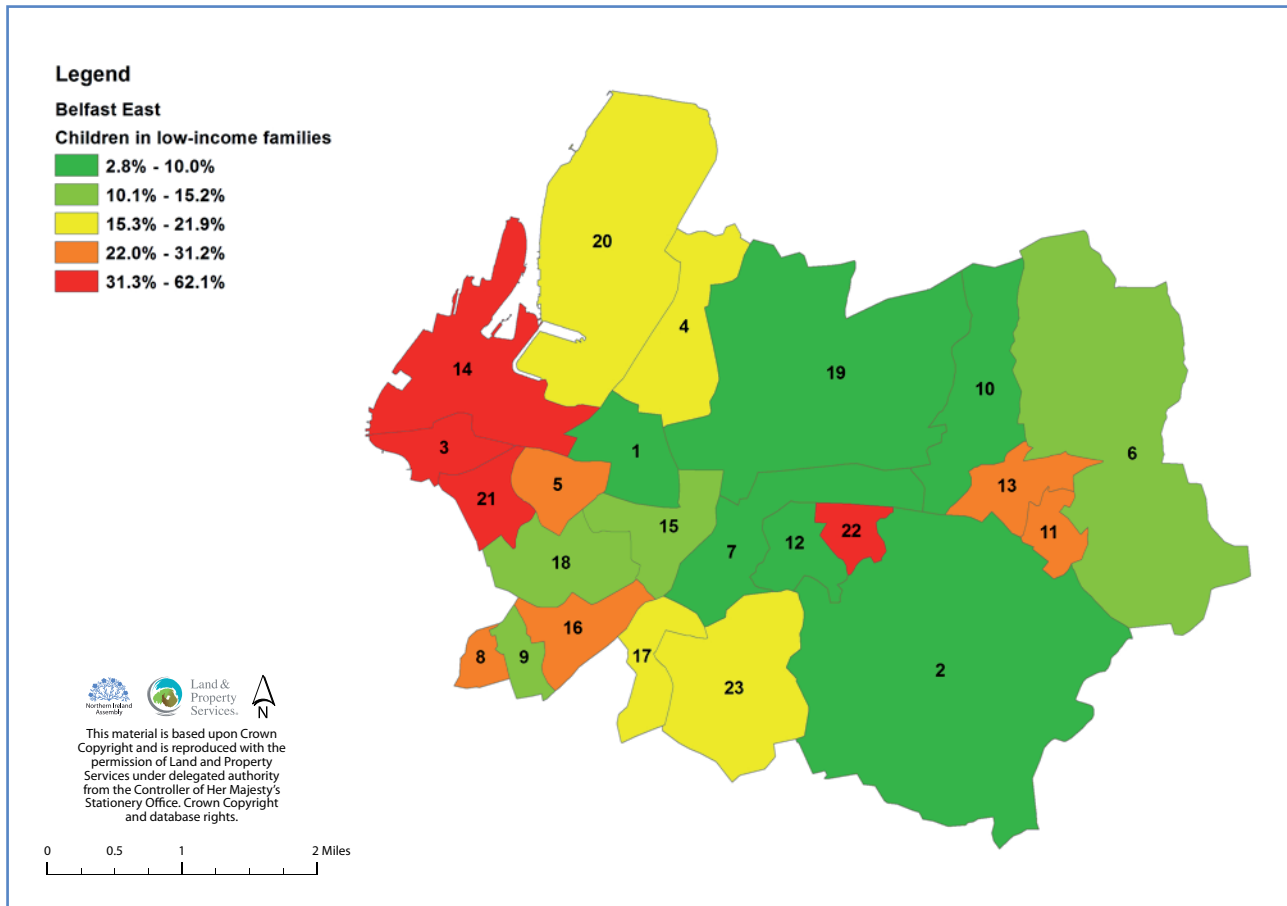 Legend
Belfast East
Children in low-income families
2.8% - 10.0%
10.1% - 15.2%
15.3% - 21.9%
22.0% - 31.2%
31.3% - 62.1%
20
4
14
19
10
3
1
6
5
13
21
15
11
22
12
7
18
16
8
9
17
2
23
Northern Ireland
Assembly
Land &
Property
Services.
N
This material is based upon Crown
Copyright and is reproduced with the
permission of Land and Property
Services under delegated authority
from the Controller of Her Majesty's
Stationery Office. Crown Copyright
and database rights.
0 0.5 1 2 Miles